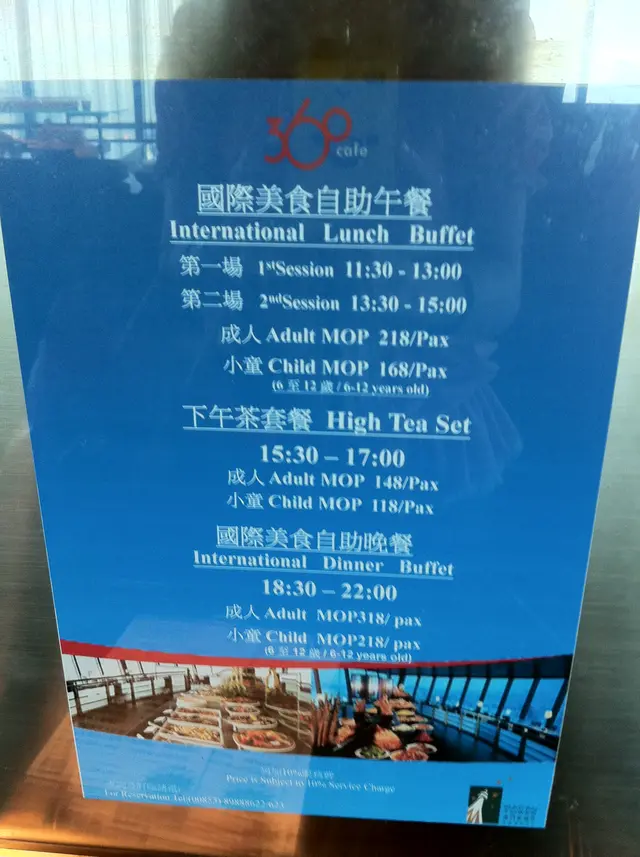 360
cafe
國際美食自助午餐
International Lunch Buffet
第一場 1stSession 11:30 - 13:00
第二場 2ndSession 13:30 - 15:00
成人 Adult MOP 218/Pax
小童 Child MOP 168/Pax
(6 至 12 歲 / 6-12 years old)
下午茶套餐 High Tea Set
15:30 – 17:00
成人 Adult MOP 148/Pax
小童 Child MOP 118/Pax
國際美食自助晚餐
International Dinner Buffet
18:30 – 22:00
成人 Adult MOP318/ pax
小童 Child MOP218/ pax
(6 至 12 歲 / 6-12 years old)
Price is Subject to 10% Service Charge
For Reservation Tel:(00853)